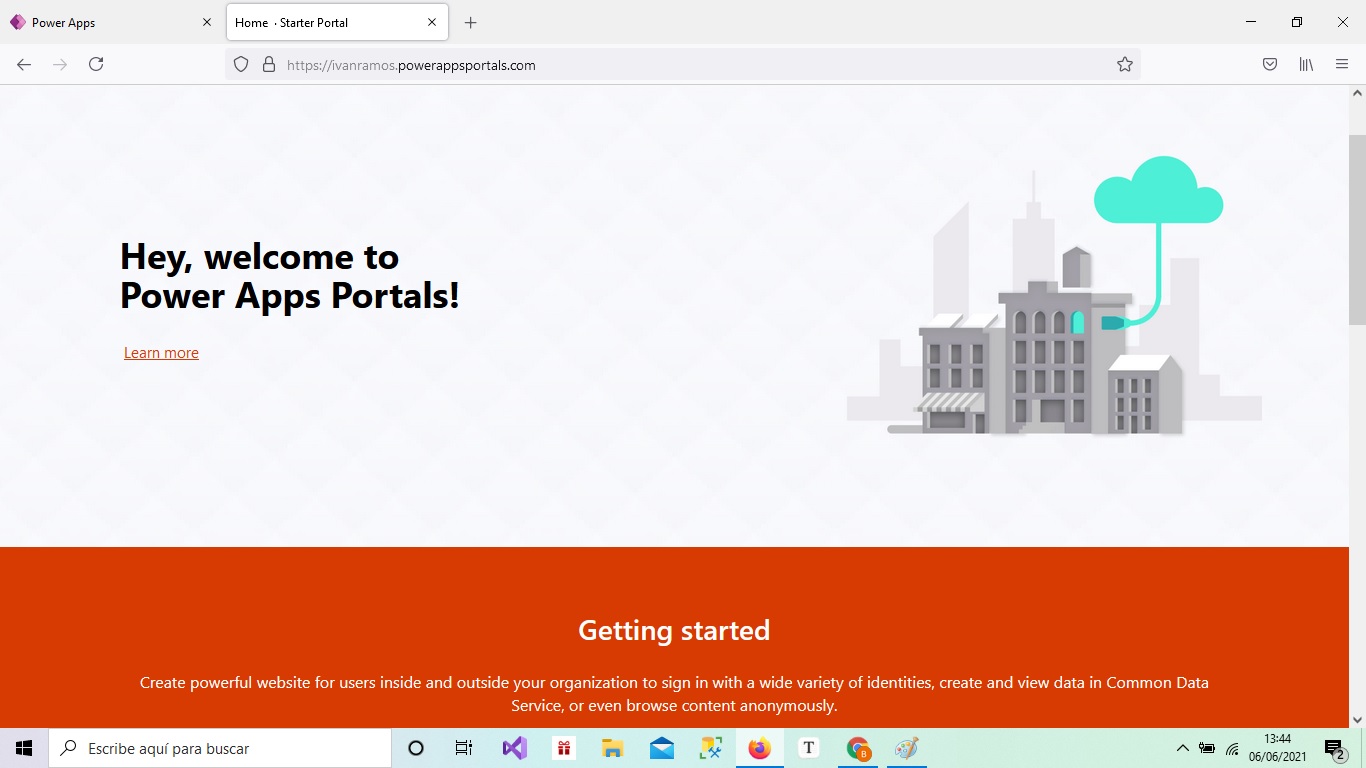 Power Apps
Home · Starter Portal
https://ivanramos.powerappsportals.com
Hey, welcome to
Power Apps Portals!
Learn more
Getting started
Create powerful website for users inside and outside your organization to sign in with a wide variety of identities, create and view data in Common Data
Service, or even browse content anonymously.
Escribe aquí para buscar
T
B
13:44
06/06/2021
2